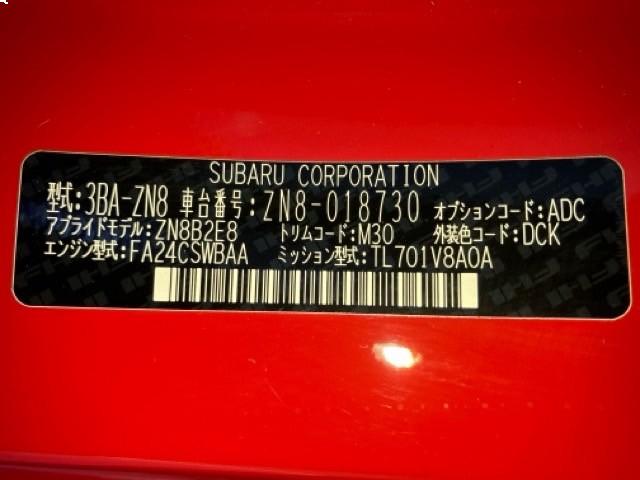 SUBARU CORPORATION
型式:3BA-ZN8 車台番号:ZN8-018730 オプションコード:ADC
アプライドモデル:ZN8B2E8 トリムコード:M30 外装色コード:DCK
エンジン型式:FA24CSWBAA ミッション型式:TL701V8A0A